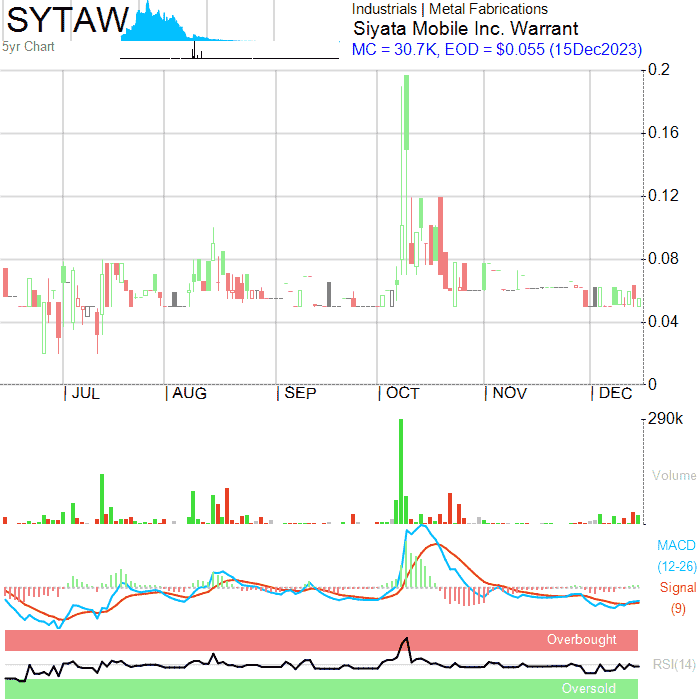 SYTAW
5yr Chart
Industrials | Metal Fabrications
Siyata Mobile Inc. Warrant
MC = 30.7K, EOD = $0.055 (15Dec2023)
0.2
0.16
0.12
0.08
0.04
0
JUL AUG SEP OCT NOV DEC
290k
Volume
MACD
(12-26)
Signal
(9)
Overbought
RSI(14)
Oversold